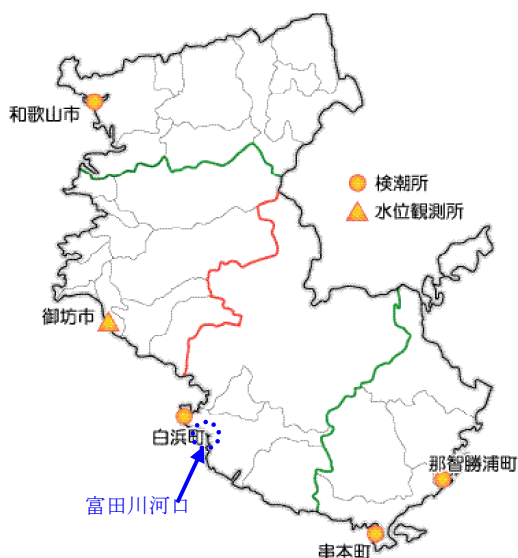 和歌山市
検潮所
水位観測所
御坊市
白浜町
那智勝浦町
富田川河口
串本町